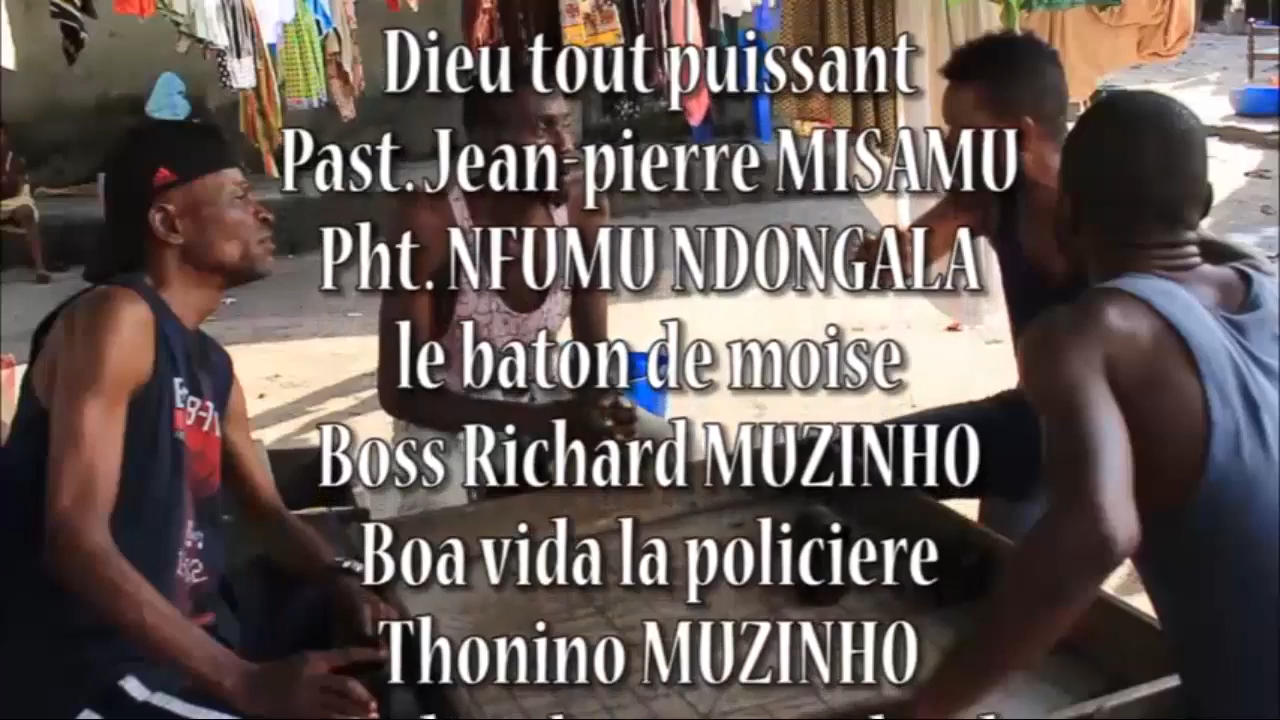 Dieu tout puissant
Past. Jean-pierre MISAMU
Pht. NFUMU NDONGALA
le baton de moise
Boss Richard MUZINHO
Boa vida la policiere
Thonino MUZINHO